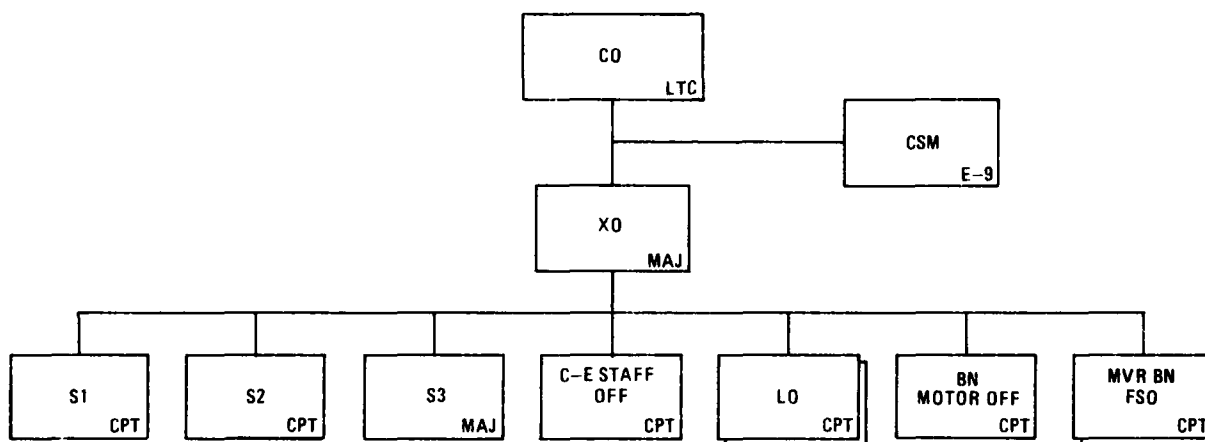 CO
LTC
CSM
E-9
XO
MAJ
S1
CPT
S2
CPT
S3
MAJ
C-E STAFF
OFF
CPT
LO
CPT
BN
MOTOR OFF
CPT
MVR BN
FSO
CPT